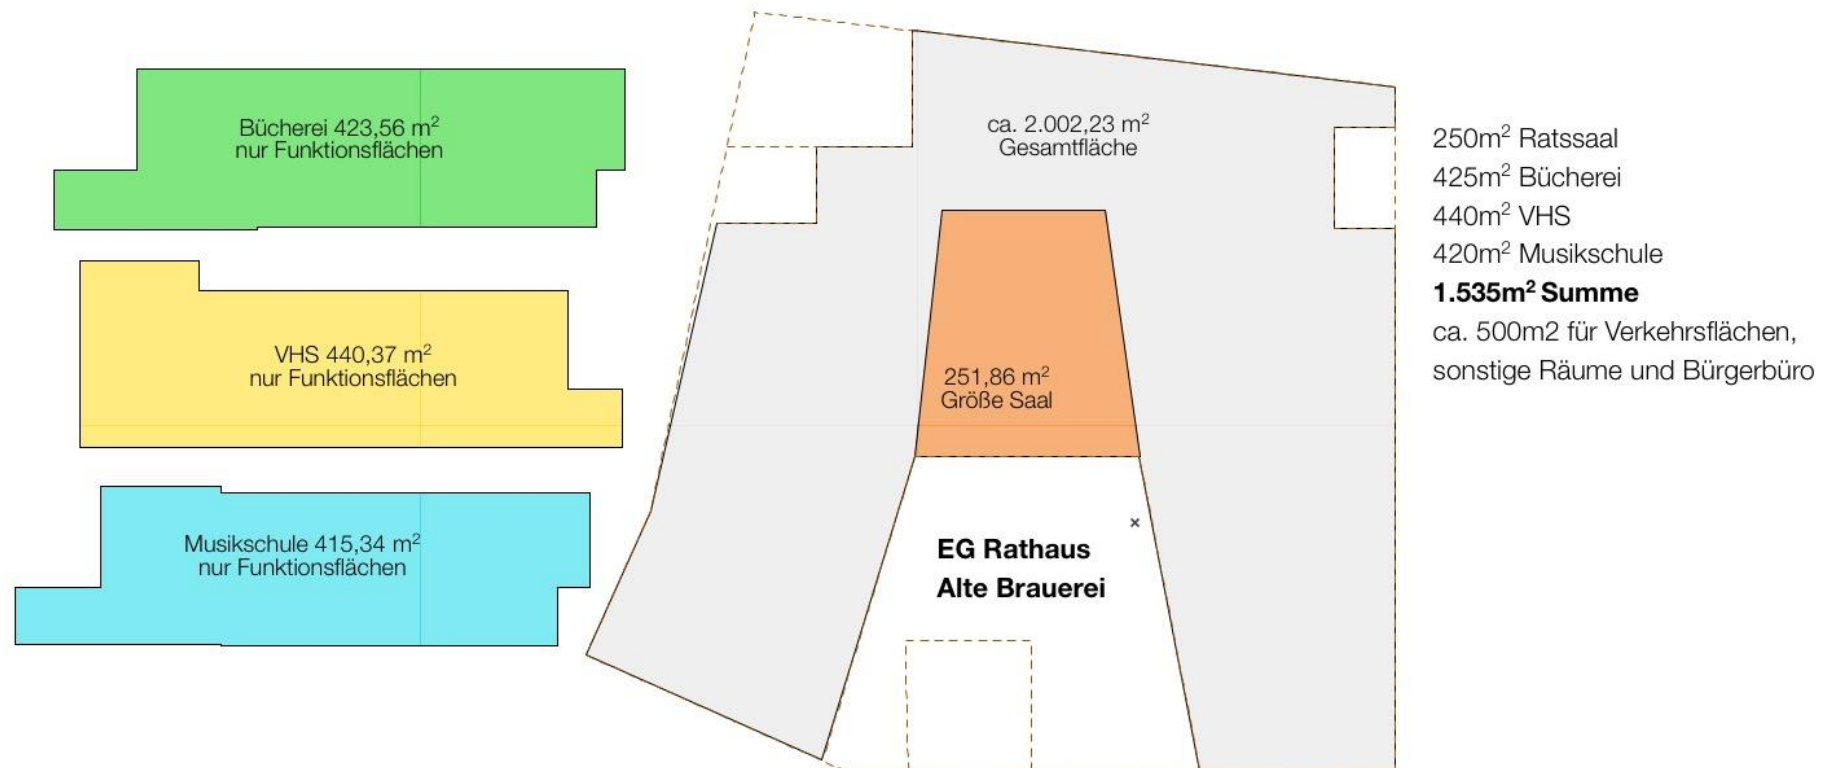 Bücherei 423,56 m²
nur Funktionsflächen
VHS 440,37 m²
nur Funktionsflächen
Musikschule 415,34 m²
nur Funktionsflächen
ca. 2.002,23 m²
Gesamtfläche
251,86 m²
Größe Saal
EG Rathaus
Alte Brauerei
250m² Ratssaal
425m² Bücherei
440m² VHS
420m² Musikschule
1.535m² Summe
ca. 500m2 für Verkehrsflächen,
sonstige Räume und Bürgerbüro